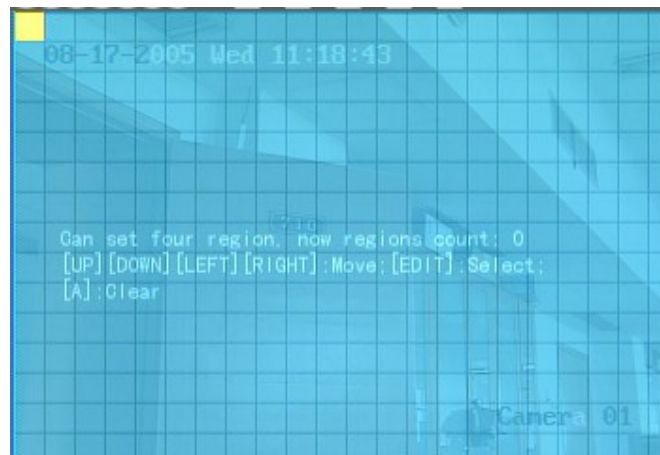 08-17-2005 Wed 11:18:43
Can set four region, now regions count: 0
[UP][DOWN][LEFT][RIGHT]:Move;[EDIT]:Select;
[A]:Clear
Camera 01